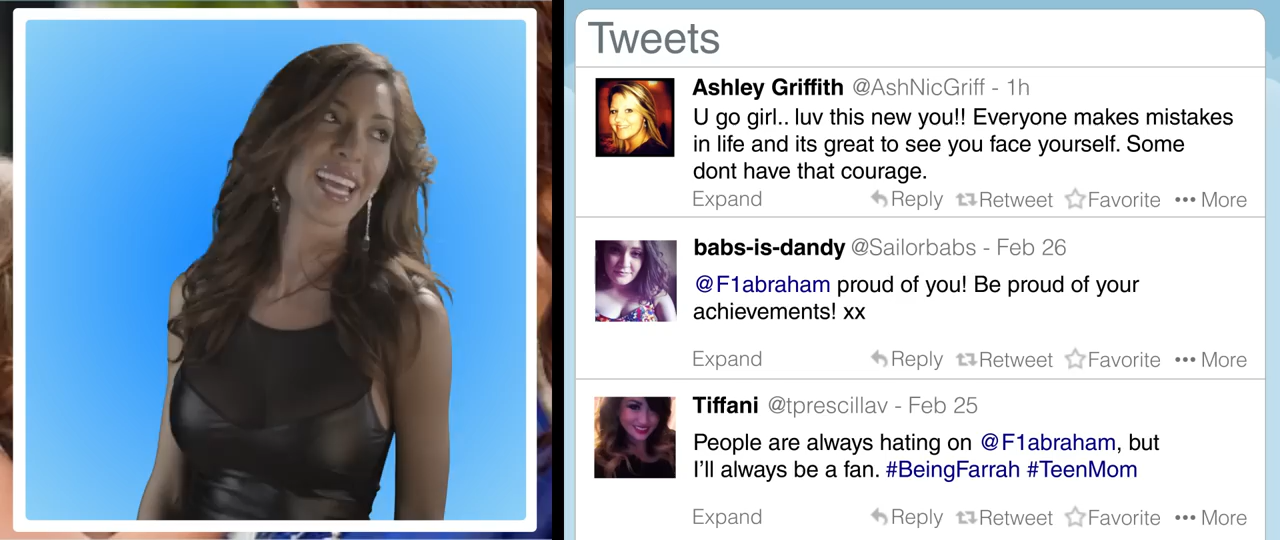 Tweets
Ashley Griffith @AshNicGriff - 1h
U go girl.. luv this new you!! Everyone makes mistakes
in life and its great to see you face yourself. Some
dont have that courage.
Expand Reply Retweet Favorite More
babs-is-dandy @Sailorbabs - Feb 26
@F1abraham proud of you! Be proud of your
achievements! xx
Expand Reply Retweet Favorite More
Tiffani @tprescillav - Feb 25
People are always hating on @F1abraham, but
I'll always be a fan. #BeingFarrah #TeenMom
Expand Reply Retweet Favorite More